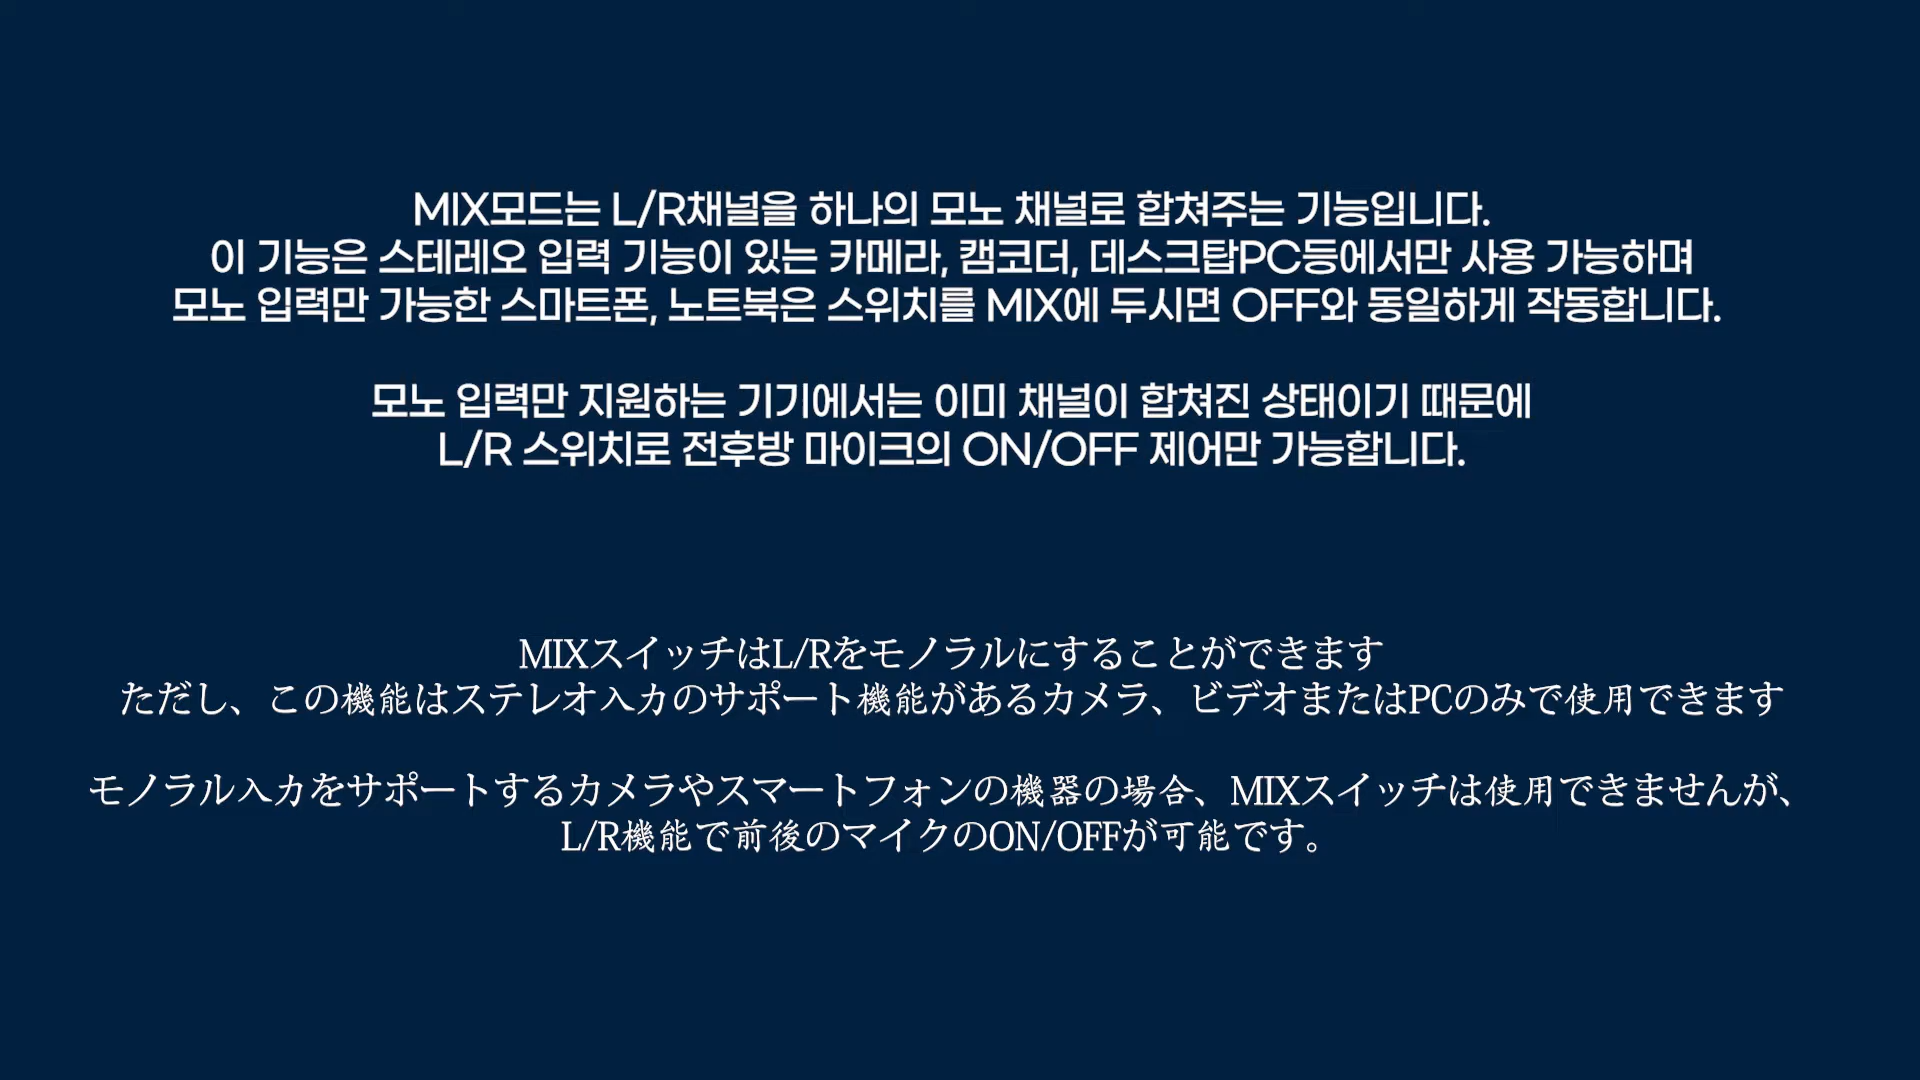 MIX모드는 L/R채널을 하나의 모노 채널로 합쳐주는 기능입니다.
이 기능은 스테레오 입력 기능이 있는 카메라, 캠코더, 데스크탑PC등에서만 사용 가능하며
모노 입력만 가능한 스마트폰, 노트북은 스위치를 MIX에 두시면 OFF와 동일하게 작동합니다.
모노 입력만 지원하는 기기에서는 이미 채널이 합쳐진 상태이기 때문에
L/R 스위치로 전후방 마이크의 ON/OFF 제어만 가능합니다.
MIXスイッチはL/Rをモノラルにすることができます
ただし、この機能はステレオ入力のサポート機能があるカメラ、ビデオまたはPCのみで使用できます
モノラル入力をサポートするカメラやスマートフォンの機器の場合、MIXスイッチは使用できませんが、
L/R機能で前後のマイクのON/OFFが可能です。